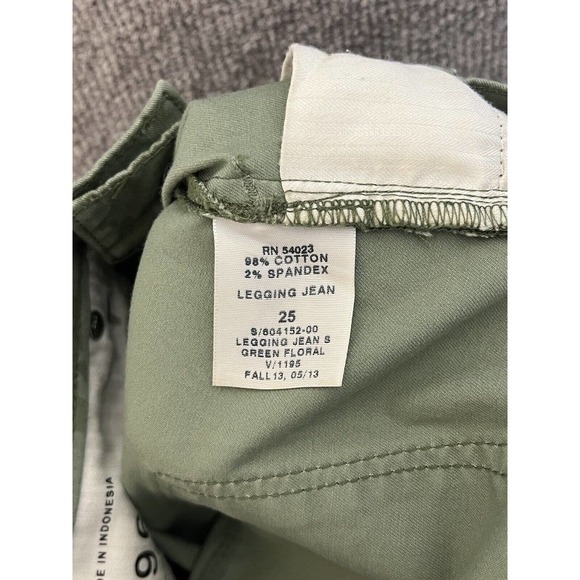 RN 54023
98% COTTON
2% SPANDEX
LEGGING JEAN
25
S/604152-00
LEGGING JEAN S
GREEN FLORAL
V/1195
FALL13, 05/13
DE IN INDONESIA